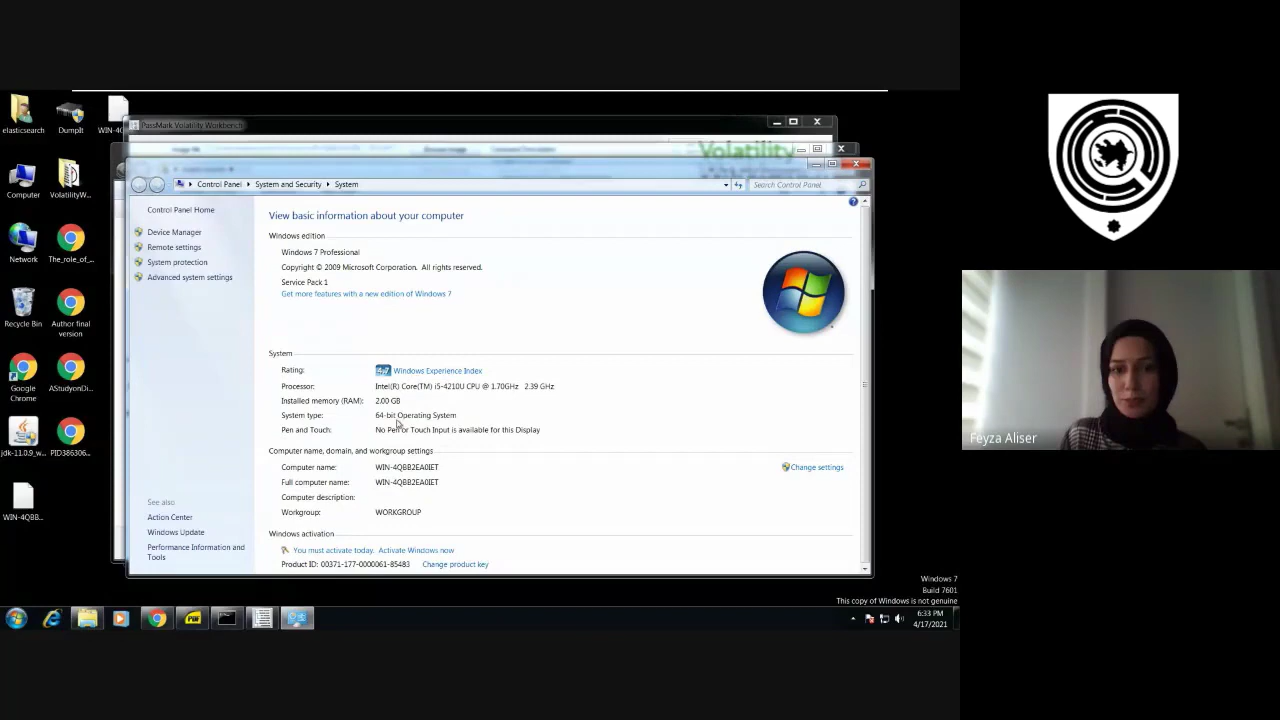 elasticsearch
DumpIt
Computer
VolatilityW...
Network
The_role_of_...
Recycle Bin
Author final
version
Google
Chrome
AStudyonDi...
jdk-11.0.9_w...
PID386306...
WIN-4QBB...
PassMark Volatility Workbench
Volatility
Control Panel
System and Security
System
Search Control Panel
Control Panel Home
Device Manager
Remote settings
System protection
Advanced system settings
See also
Action Center
Windows Update
Performance Information and
Tools
View basic information about your computer
Windows edition
Windows 7 Professional
Copyright © 2009 Microsoft Corporation. All rights reserved.
Service Pack 1
Get more features with a new edition of Windows 7
System
Rating:
4,7 Windows Experience Index
Processor: Intel(R) Core(TM) i5-4210U CPU @ 1.70GHz 2.39 GHz
Installed memory (RAM): 2.00 GB
System type: 64-bit Operating System
Pen and Touch: No Pen or Touch Input is available for this Display
Computer name, domain, and workgroup settings
Computer name: WIN-4QBB2EA0IET
Change settings
Full computer name: WIN-4QBB2EA0IET
Computer description:
Workgroup: WORKGROUP
Windows activation
You must activate today. Activate Windows now
Product ID: 00371-177-0000061-85483 Change product key
Windows 7
Build 7601
This copy of Windows is not genuine
6:33 PM
4/17/2021
Feyza Aliser